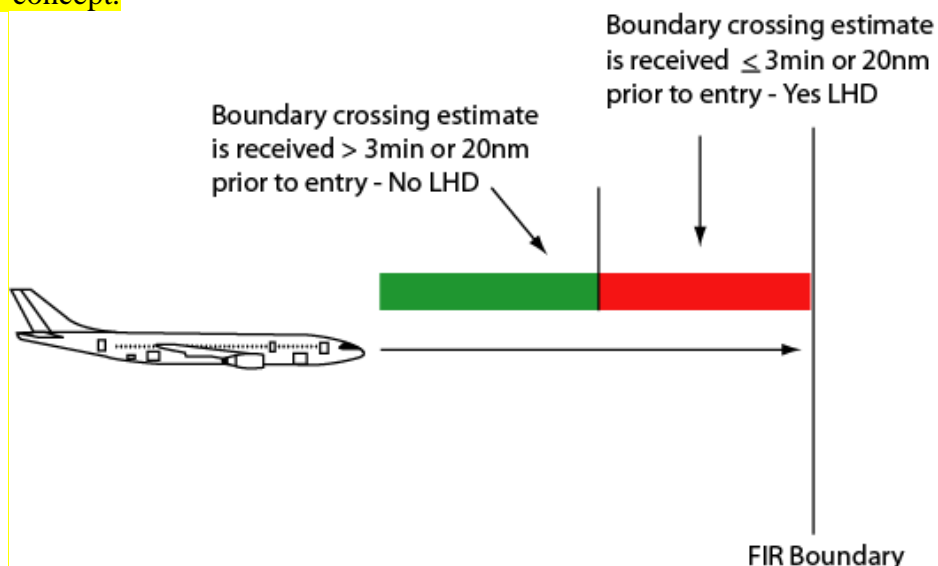 concept.
Boundary crossing estimate
is received ≤ 3min or 20nm
prior to entry - Yes LHD
Boundary crossing estimate
is received > 3min or 20nm
prior to entry - No LHD
FIR Boundary